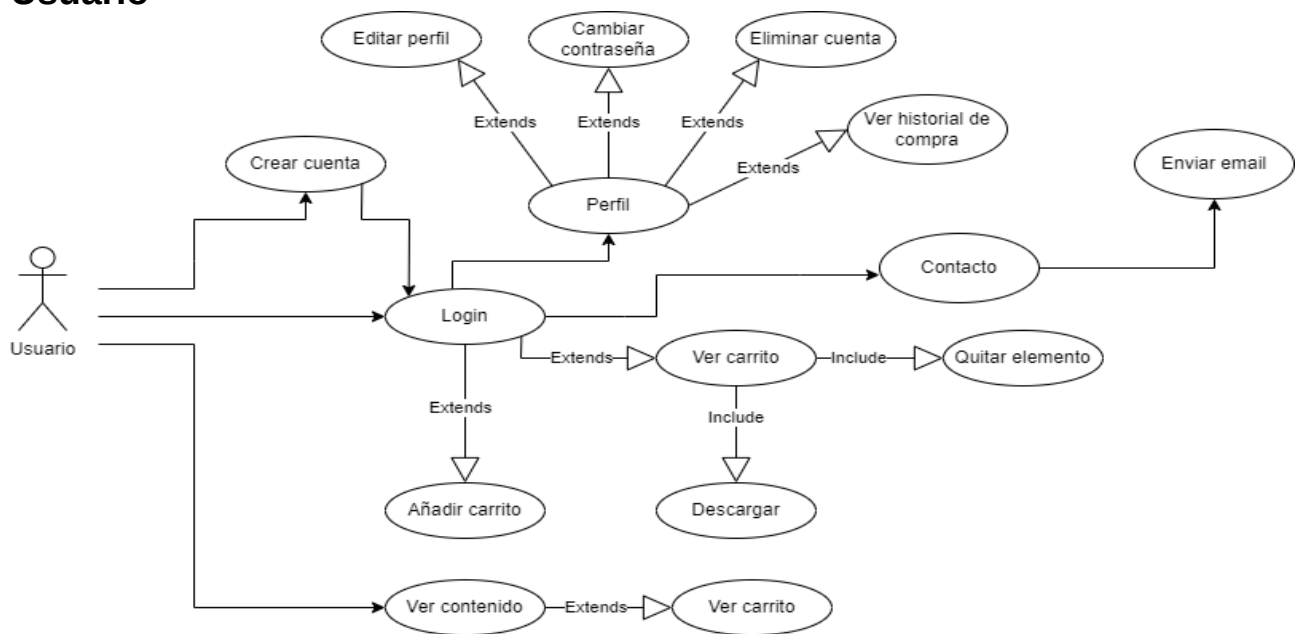 Usuario
Editar perfil
Cambiar
contraseña
Eliminar cuenta
Extends
Extends
Extends
Ver historial de
compra
Crear cuenta
Extends
Enviar email
Perfil
Contacto
Login
Usuario
Extends
Ver carrito
Include
Quitar elemento
Extends
Include
Añadir carrito
Descargar
Ver contenido
Extends
Ver carrito